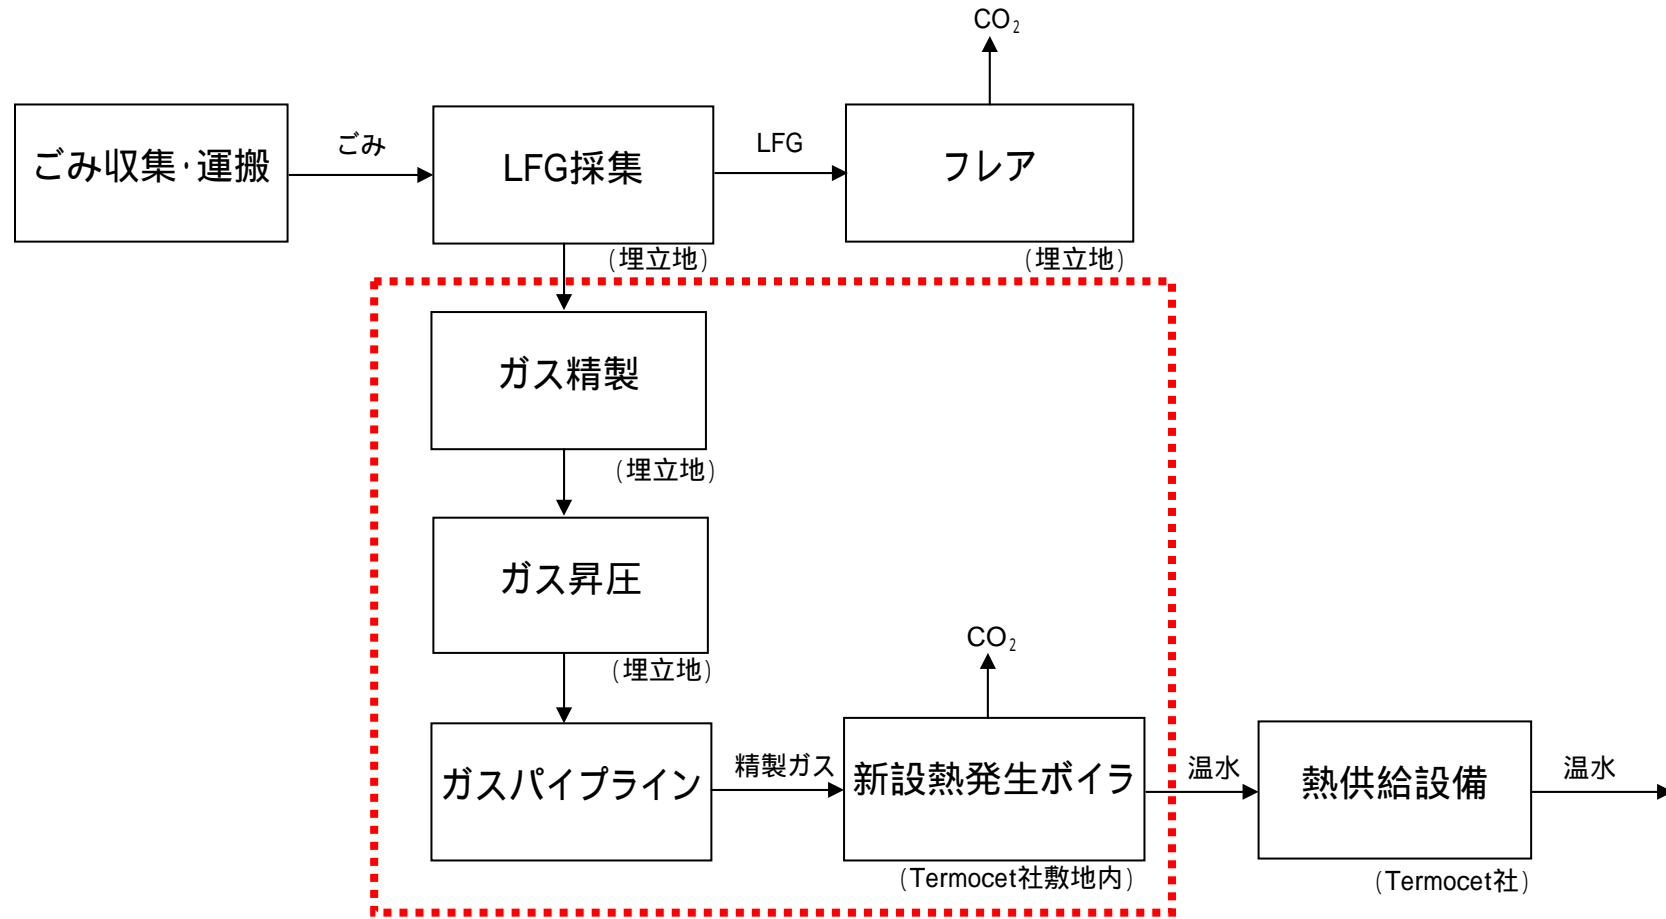 CO₂
ごみ収集・運搬
ごみ
LFG採集
LFG
フレア
(埋立地)
(埋立地)
ガス精製
(埋立地)
ガス昇圧
(埋立地)
CO₂
ガスパイプライン
精製ガス
新設熱発生ボイラ
温水
熱供給設備
温水
(Termocet社敷地内)
(Termocet社)